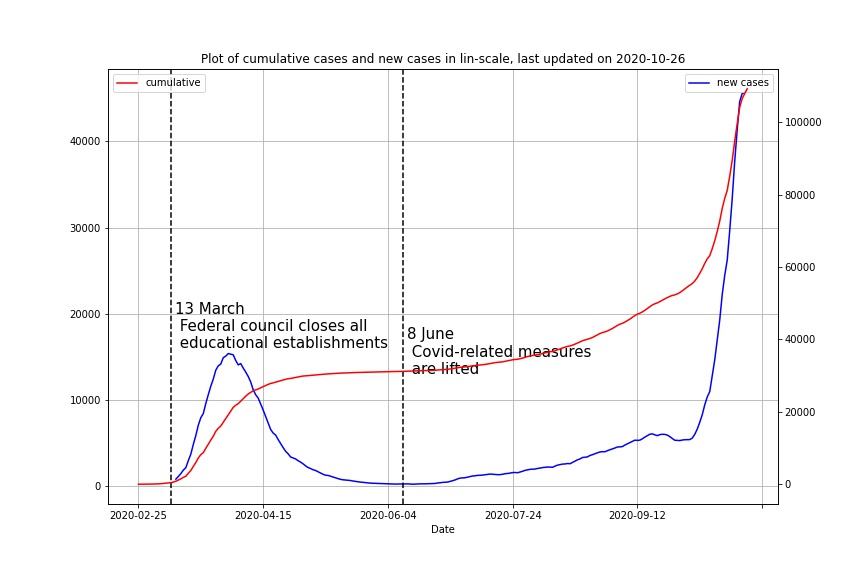 Plot of cumulative cases and new cases in lin-scale, last updated on 2020-10-26
cumulative
new cases
40000
30000
20000
10000
0
100000
80000
60000
40000
20000
0
13 March
Federal council closes all
educational establishments
8 June
Covid-related measures
are lifted
2020-02-25
2020-04-15
2020-06-04
2020-07-24
2020-09-12
Date